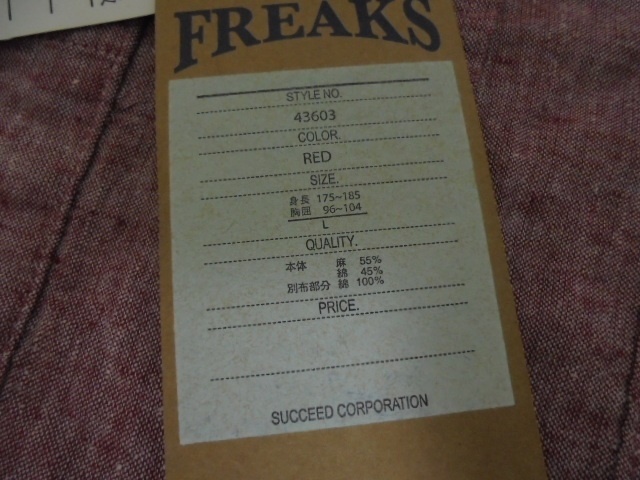 FREAKS
STYLE NO.
43603
COLOR.
RED
SIZE.
身長 175~185
胸囲 96~104
L
QUALITY.
本体 麻 55%
綿 45%
別布部分 綿 100%
PRICE.
SUCCEED CORPORATION